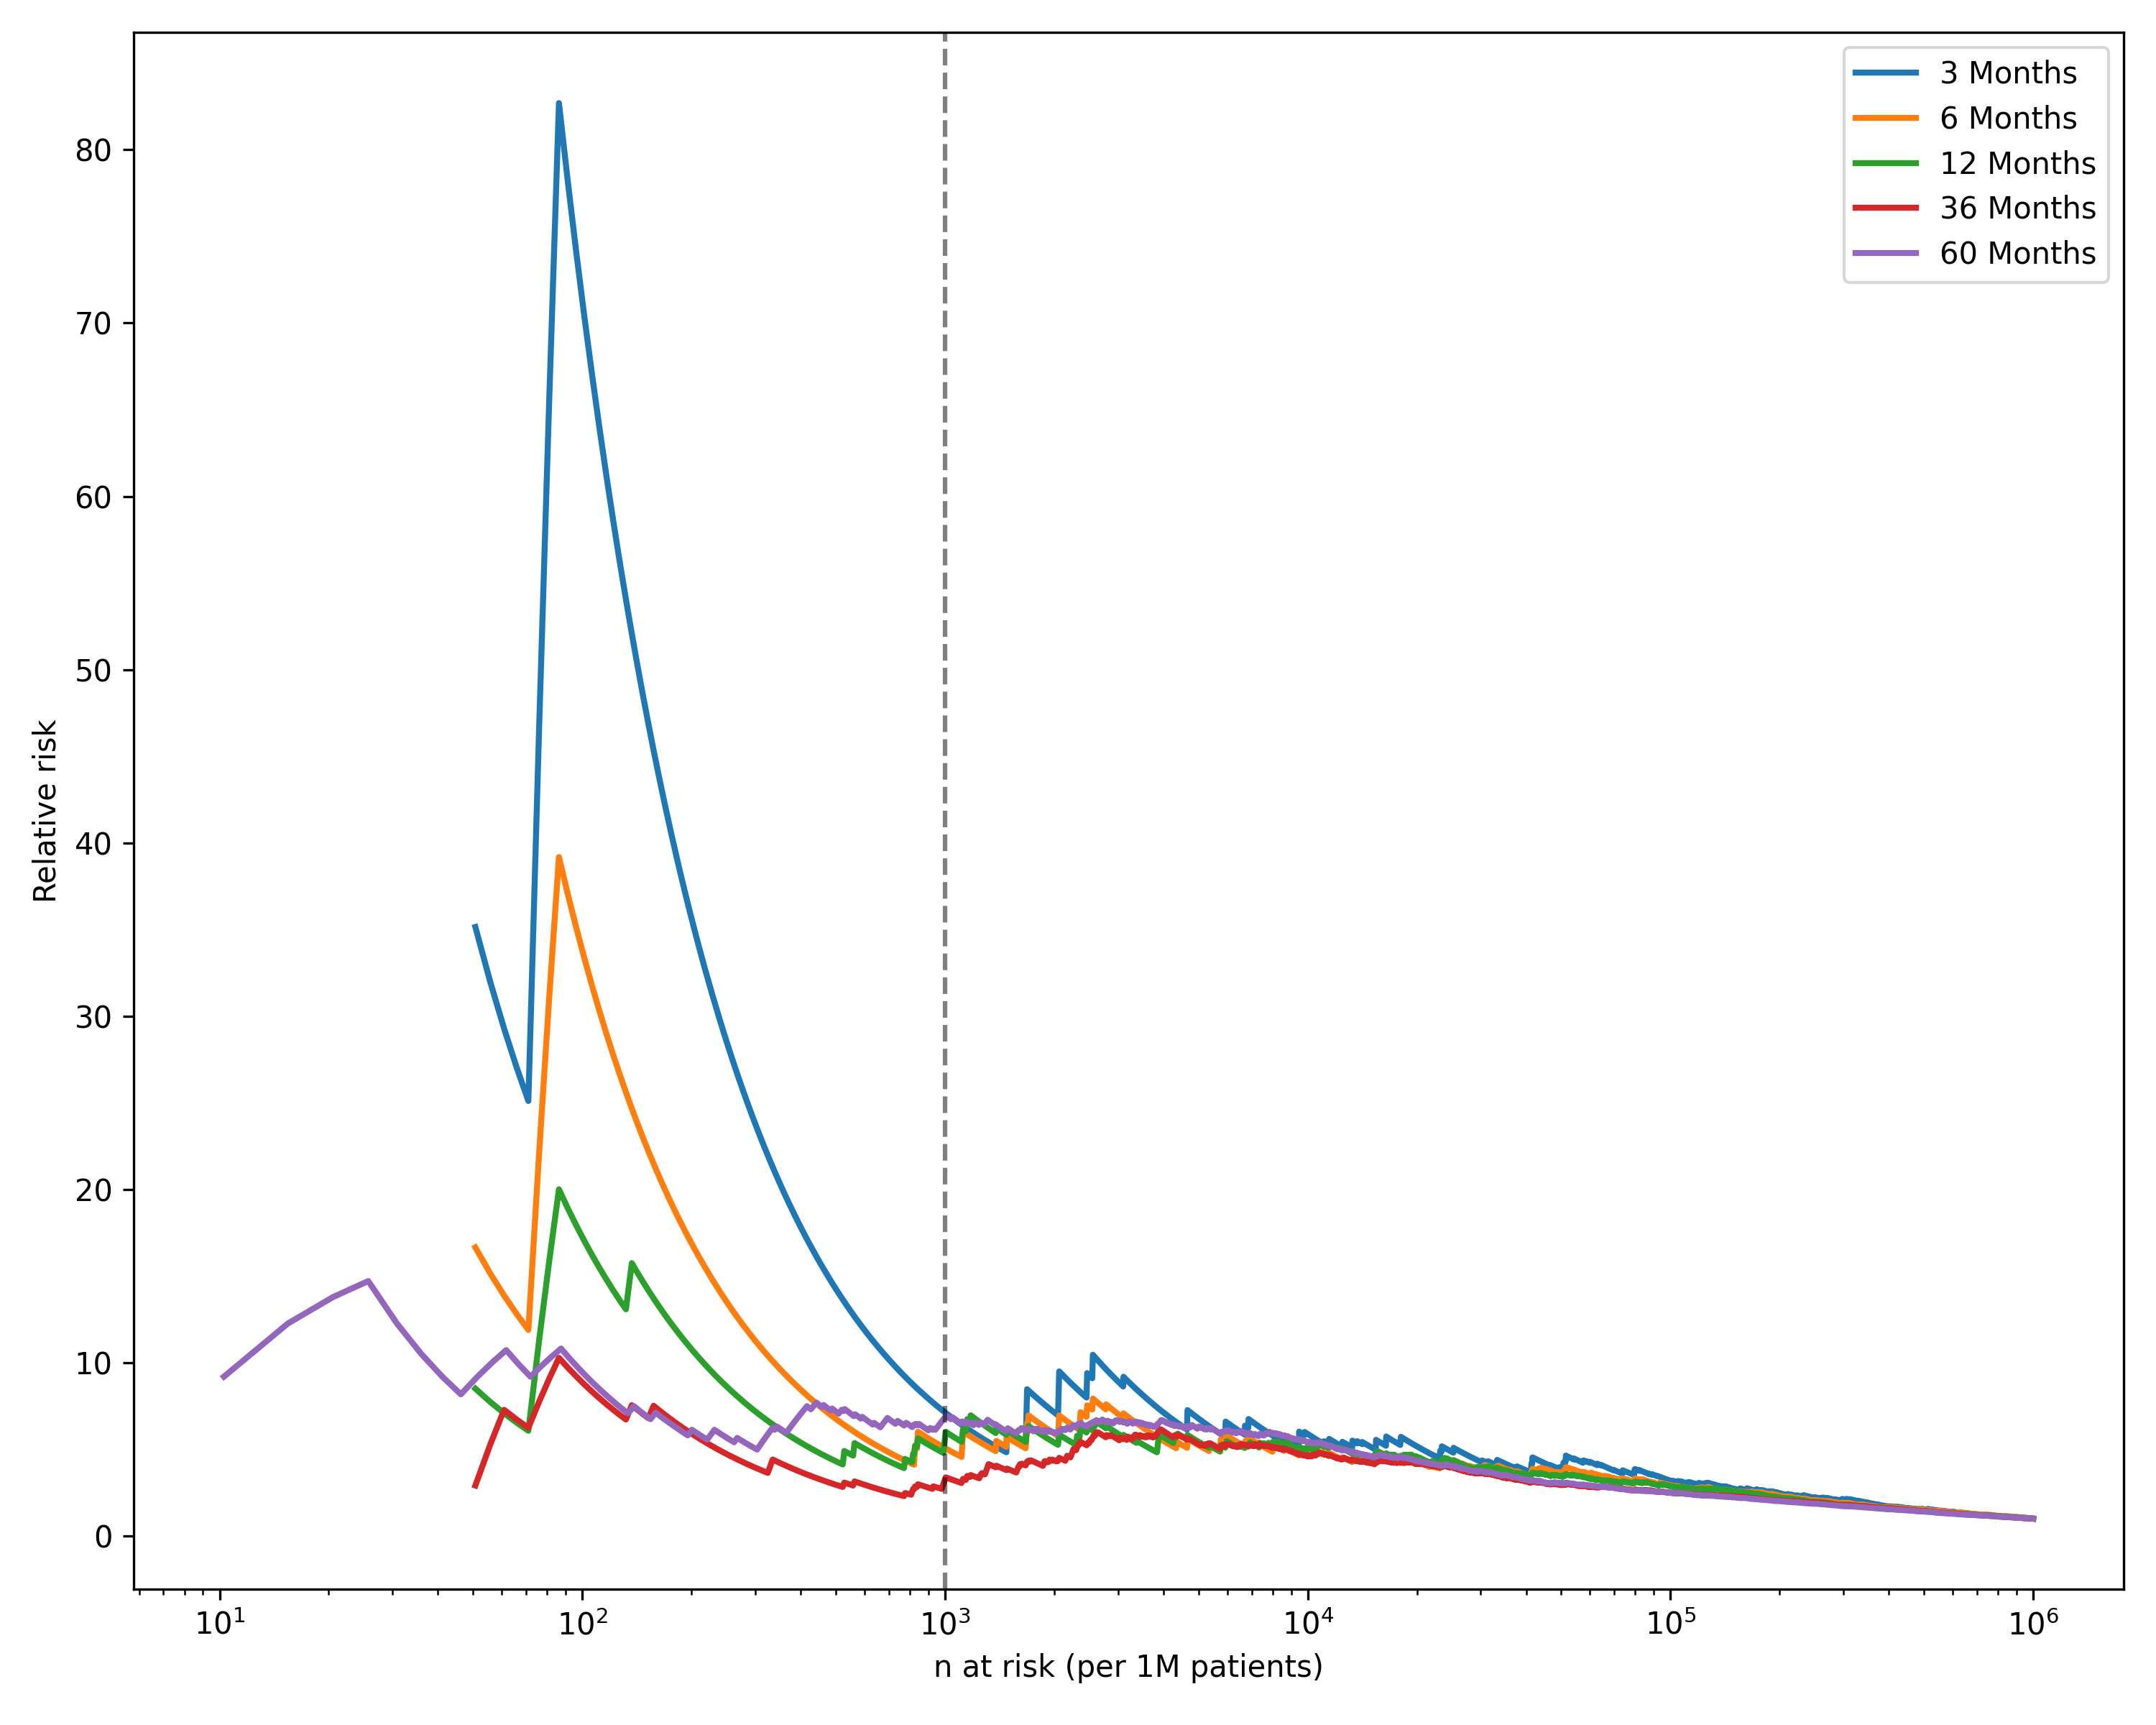 3 Months
6 Months
12 Months
36 Months
60 Months
80
70
60
50
40
30
20
10
0
Relative risk
10¹ 10² 10³ 10⁴ 10⁵ 10⁶
n at risk (per 1M patients)